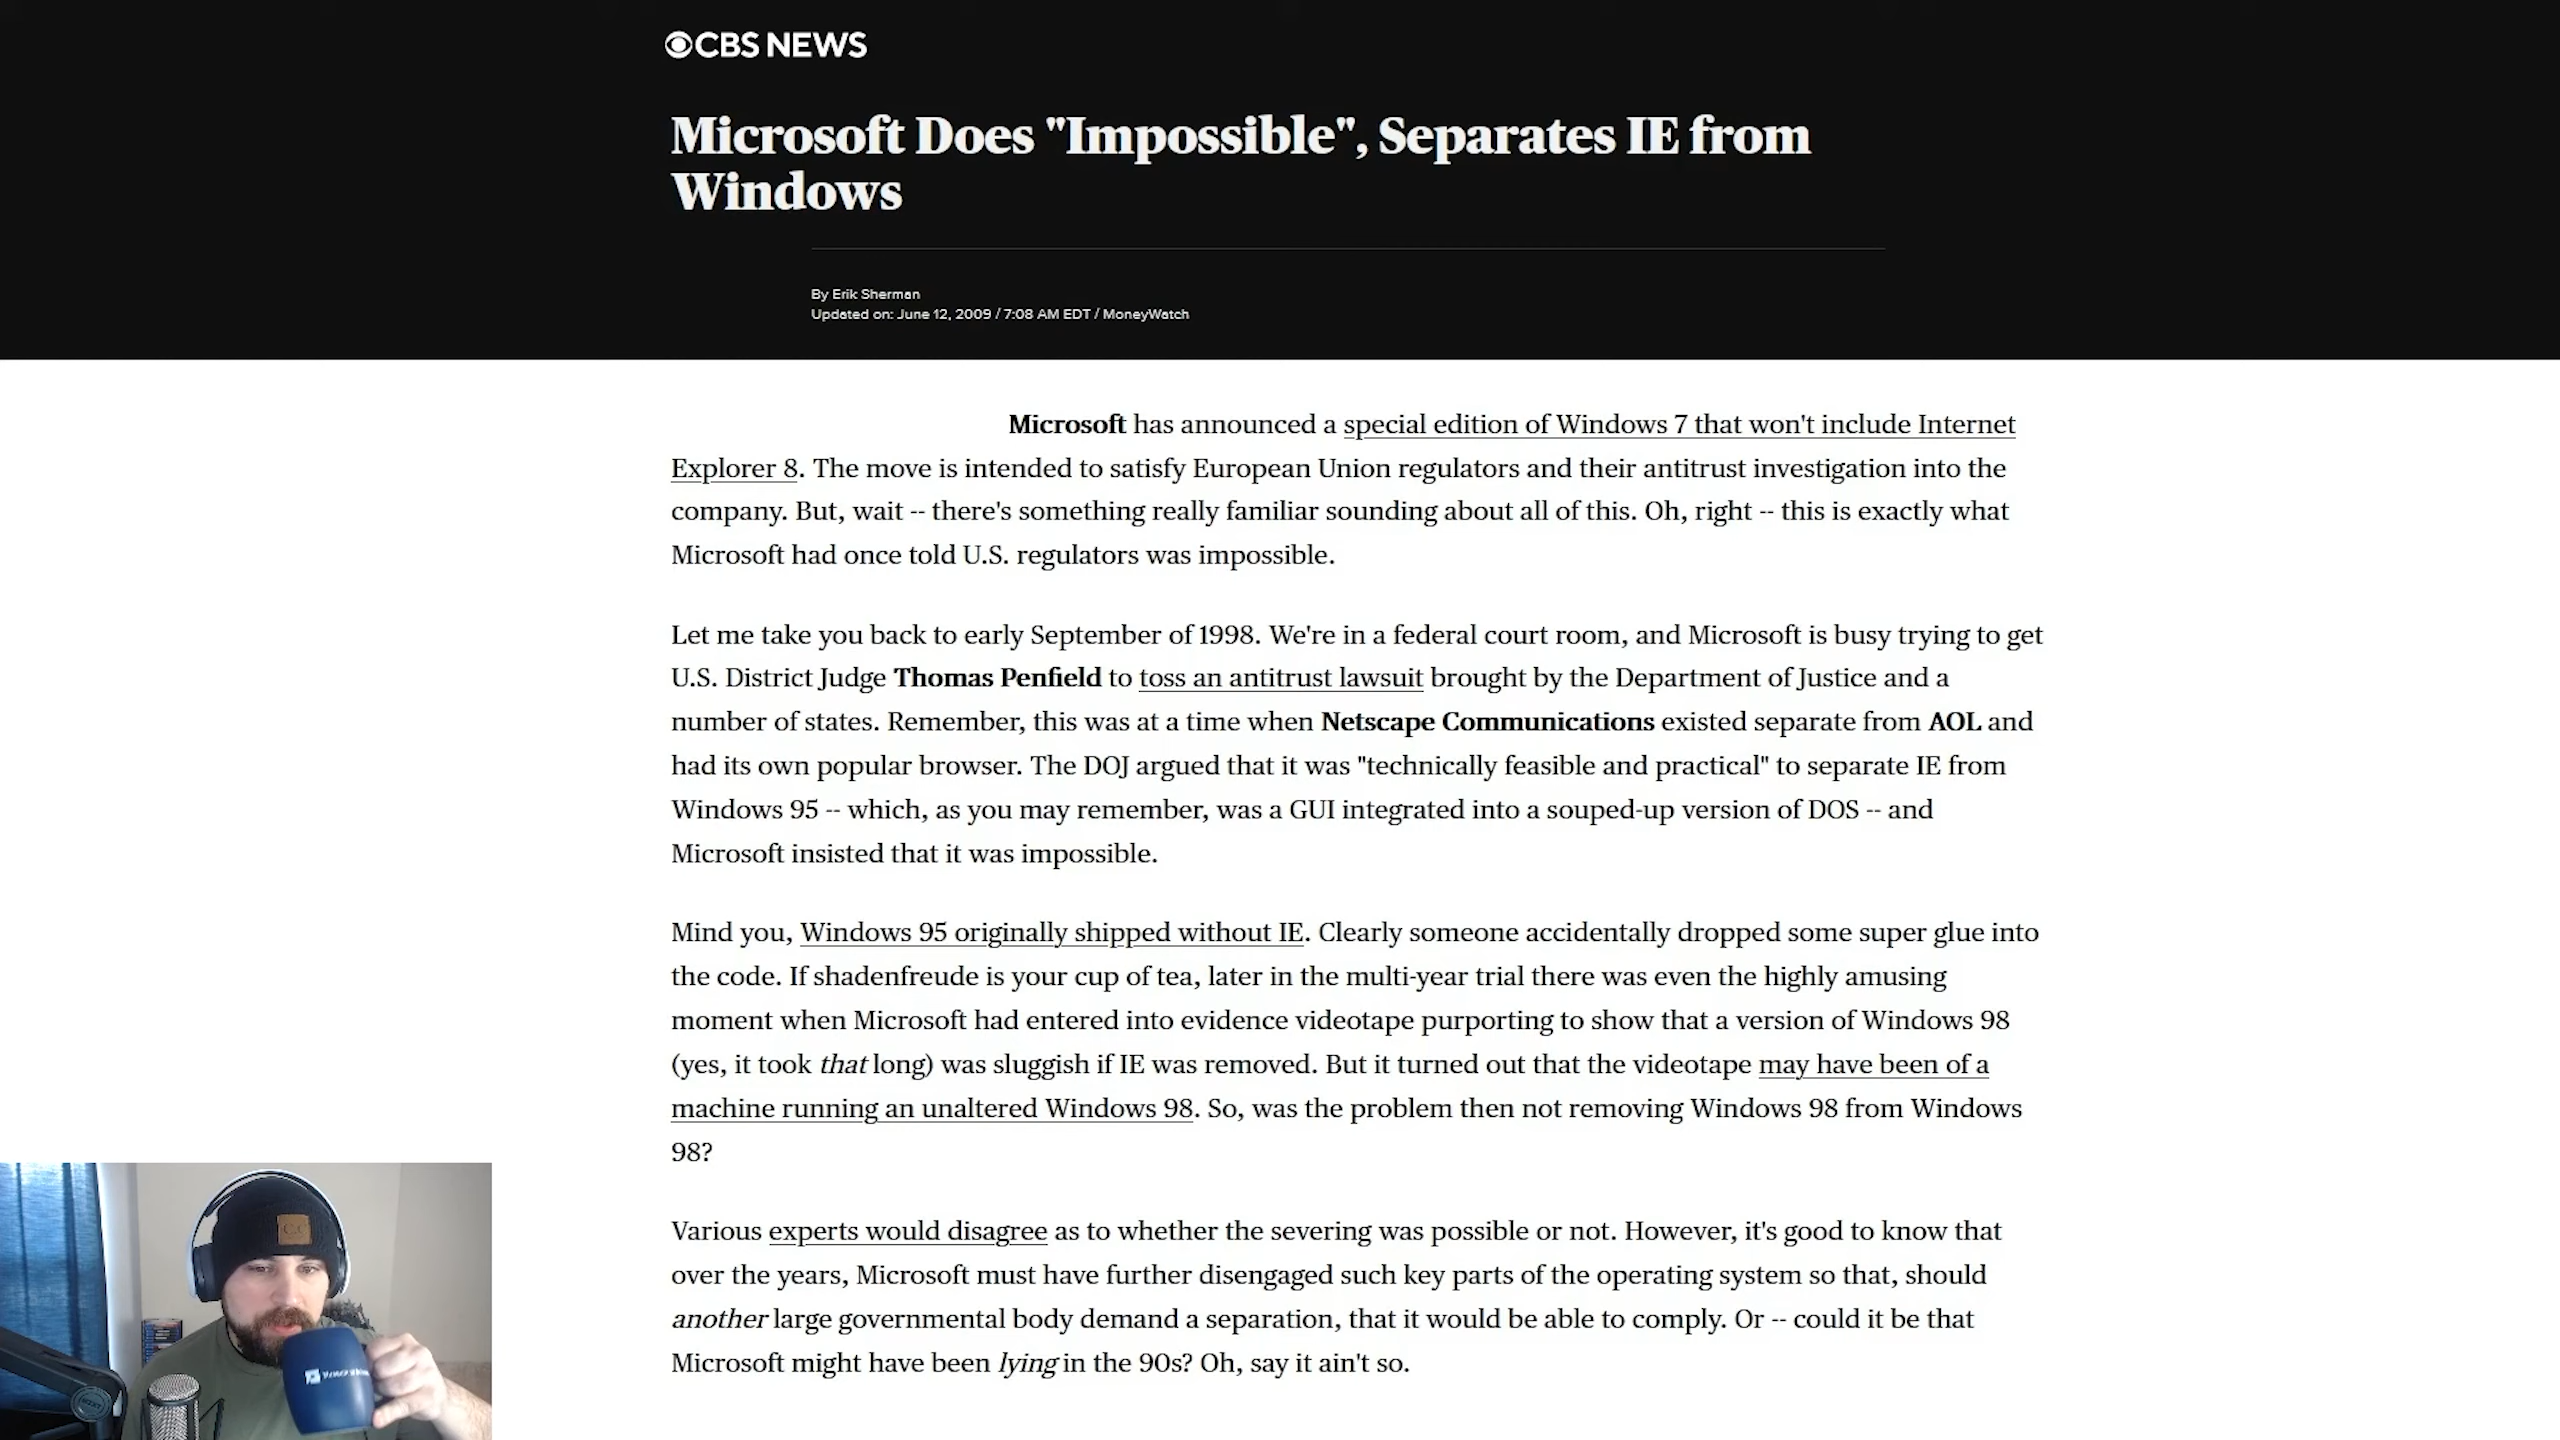 CBS NEWS
Microsoft Does "Impossible", Separates IE from
Windows
By Erik Sherman
Updated on: June 12, 2009 / 7:08 AM EDT / MoneyWatch
Microsoft has announced a special edition of Windows 7 that won't include Internet
Explorer 8. The move is intended to satisfy European Union regulators and their antitrust investigation into the
company. But, wait -- there's something really familiar sounding about all of this. Oh, right -- this is exactly what
Microsoft had once told U.S. regulators was impossible.
Let me take you back to early September of 1998. We're in a federal court room, and Microsoft is busy trying to get
U.S. District Judge Thomas Penfield to toss an antitrust lawsuit brought by the Department of Justice and a
number of states. Remember, this was at a time when Netscape Communications existed separate from AOL and
had its own popular browser. The DOJ argued that it was "technically feasible and practical" to separate IE from
Windows 95 -- which, as you may remember, was a GUI integrated into a souped-up version of DOS -- and
Microsoft insisted that it was impossible.
Mind you, Windows 95 originally shipped without IE. Clearly someone accidentally dropped some super glue into
the code. If shadenfreude is your cup of tea, later in the multi-year trial there was even the highly amusing
moment when Microsoft had entered into evidence videotape purporting to show that a version of Windows 98
(yes, it took that long) was sluggish if IE was removed. But it turned out that the videotape may have been of a
machine running an unaltered Windows 98. So, was the problem then not removing Windows 98 from Windows
98?
Various experts would disagree as to whether the severing was possible or not. However, it's good to know that
over the years, Microsoft must have further disengaged such key parts of the operating system so that, should
another large governmental body demand a separation, that it would be able to comply. Or -- could it be that
Microsoft might have been lying in the 90s? Oh, say it ain't so.
C.C